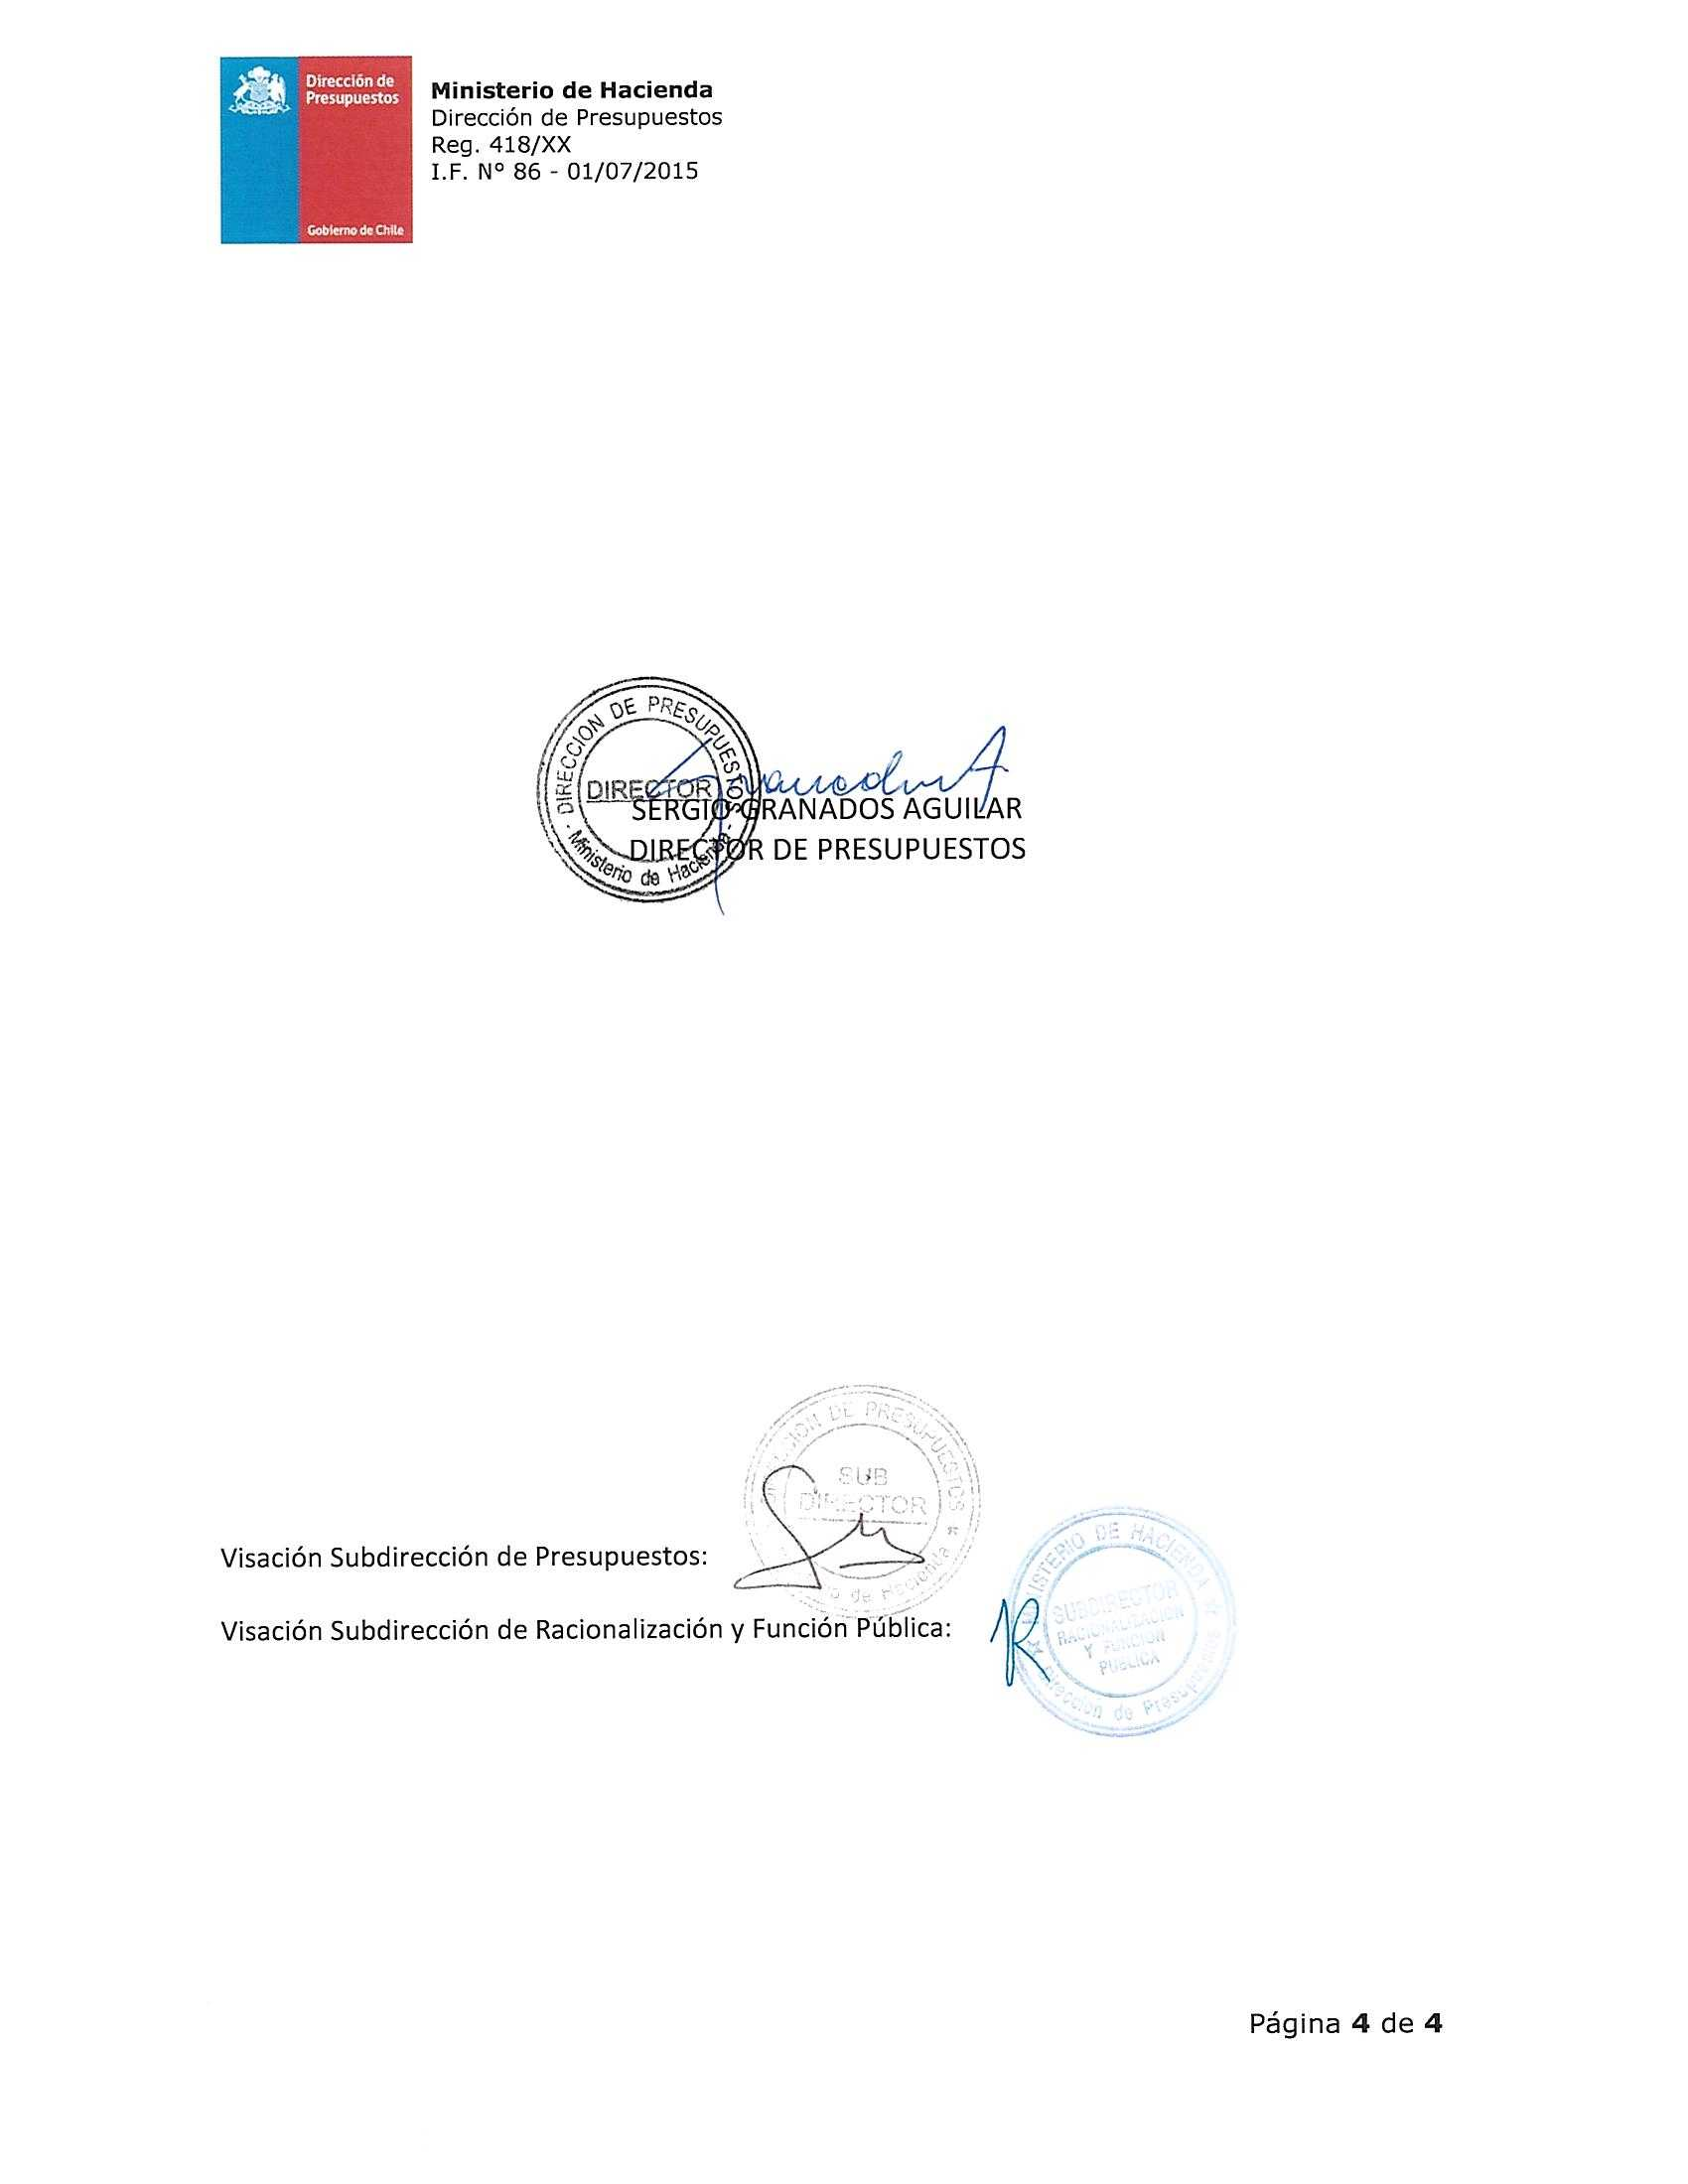 Dirección de
Presupuestos
Gobierno de Chile
Ministerio de Hacienda
Dirección de Presupuestos
Reg. 418/XX
I.F. N° 86 - 01/07/2015
DIRECCION DE PRESUPUESTOS
DIRECTOR
- Ministerio de Hacienda -
SERGIO GRANADOS AGUILAR
DIRECTOR DE PRESUPUESTOS
DE PRESUPUESTOS
SUB
DIRECTOR
de Hacienda
Visación Subdirección de Presupuestos:
Visación Subdirección de Racionalización y Función Pública:
MINISTERIO DE HACIENDA
SUBDIRECTOR
RACIONALIZACION
Y FUNCION
PUBLICA
Dirección de Presupuestos
Página 4 de 4